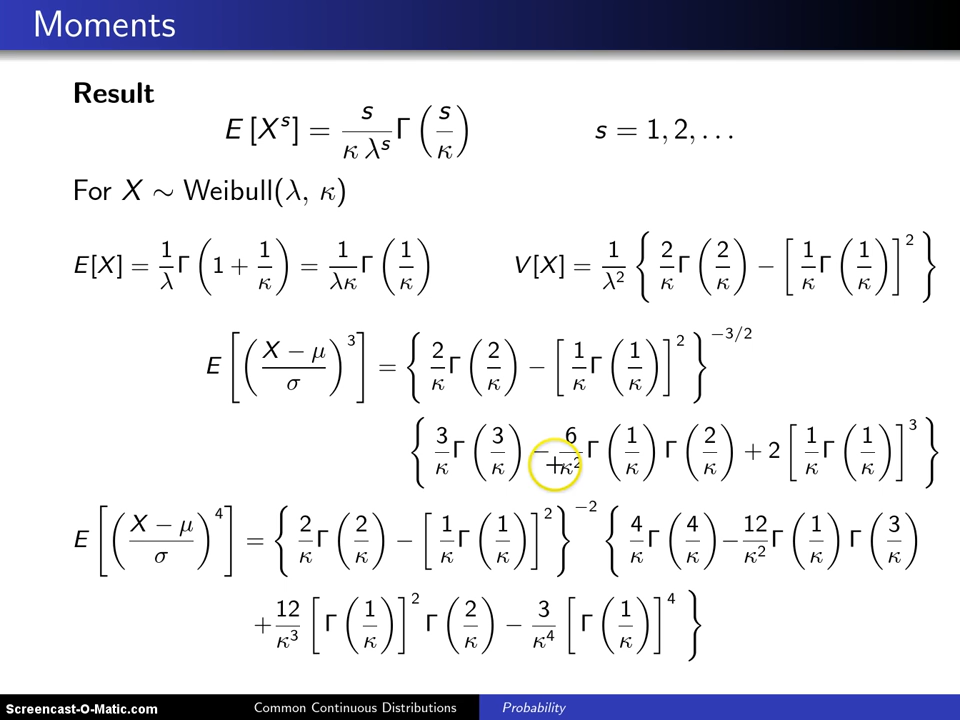 Moments
Result
E [X^s] = s/(κ λ^s) Γ (s/κ)    s = 1, 2, . . .
For X ∼ Weibull(λ, κ)
E[X] = 1/λ Γ (1 + 1/κ) = 1/(λκ) Γ (1/κ)    V[X] = 1/λ² { 2/κ Γ (2/κ) − [1/κ Γ (1/κ)]² }
E [((X − μ)/σ)³] = { 2/κ Γ (2/κ) − [1/κ Γ (1/κ)]² }^(−3/2)
{ 3/κ Γ (3/κ) − 6/κ² Γ (1/κ) Γ (2/κ) + 2 [1/κ Γ (1/κ)]³ }
E [((X − μ)/σ)⁴] = { 2/κ Γ (2/κ) − [1/κ Γ (1/κ)]² }^(−2) { 4/κ Γ (4/κ) − 12/κ² Γ (1/κ) Γ (3/κ)
+ 12/κ³ [Γ (1/κ)]² Γ (2/κ) − 3/κ⁴ [Γ (1/κ)]⁴ }
Screencast-O-Matic.com    Common Continuous Distributions    Probability